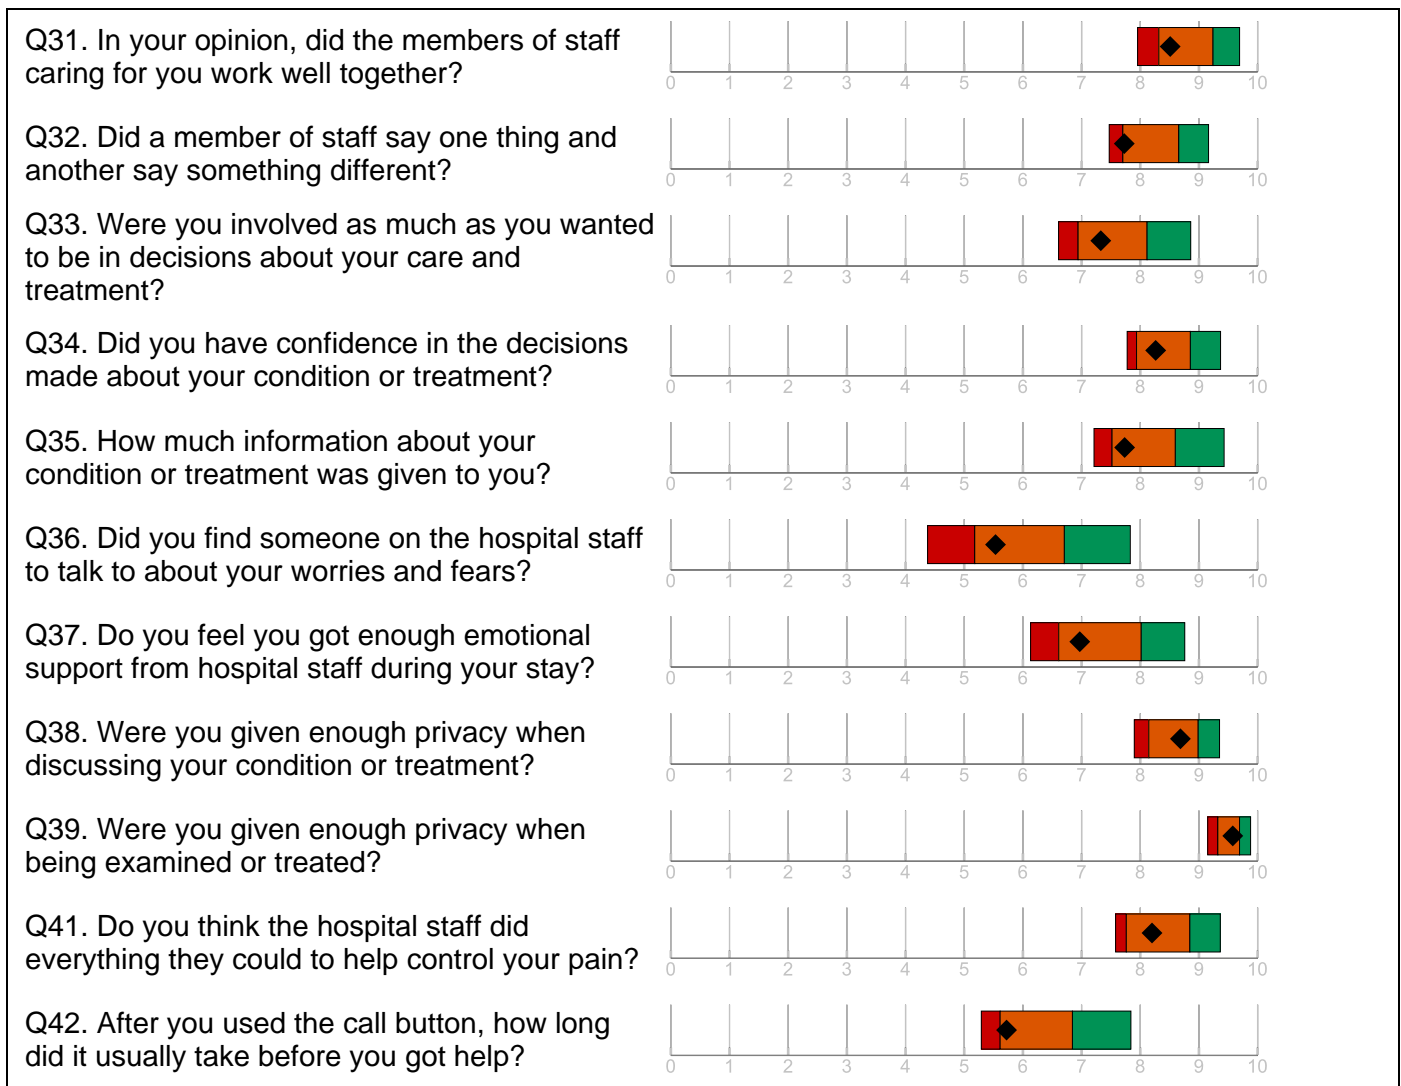 Q31. In your opinion, did the members of staff
caring for you work well together?
0 1 2 3 4 5 6 7 8 9 10
Q32. Did a member of staff say one thing and
another say something different?
0 1 2 3 4 5 6 7 8 9 10
Q33. Were you involved as much as you wanted
to be in decisions about your care and
treatment?
0 1 2 3 4 5 6 7 8 9 10
Q34. Did you have confidence in the decisions
made about your condition or treatment?
0 1 2 3 4 5 6 7 8 9 10
Q35. How much information about your
condition or treatment was given to you?
0 1 2 3 4 5 6 7 8 9 10
Q36. Did you find someone on the hospital staff
to talk to about your worries and fears?
0 1 2 3 4 5 6 7 8 9 10
Q37. Do you feel you got enough emotional
support from hospital staff during your stay?
0 1 2 3 4 5 6 7 8 9 10
Q38. Were you given enough privacy when
discussing your condition or treatment?
0 1 2 3 4 5 6 7 8 9 10
Q39. Were you given enough privacy when
being examined or treated?
0 1 2 3 4 5 6 7 8 9 10
Q41. Do you think the hospital staff did
everything they could to help control your pain?
0 1 2 3 4 5 6 7 8 9 10
Q42. After you used the call button, how long
did it usually take before you got help?
0 1 2 3 4 5 6 7 8 9 10